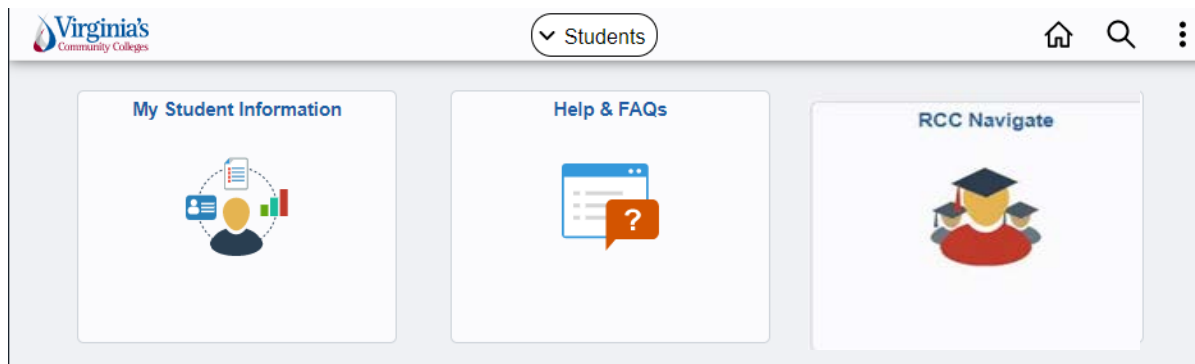 Virginia's
Community Colleges
Students
My Student Information
Help & FAQs
RCC Navigate
?